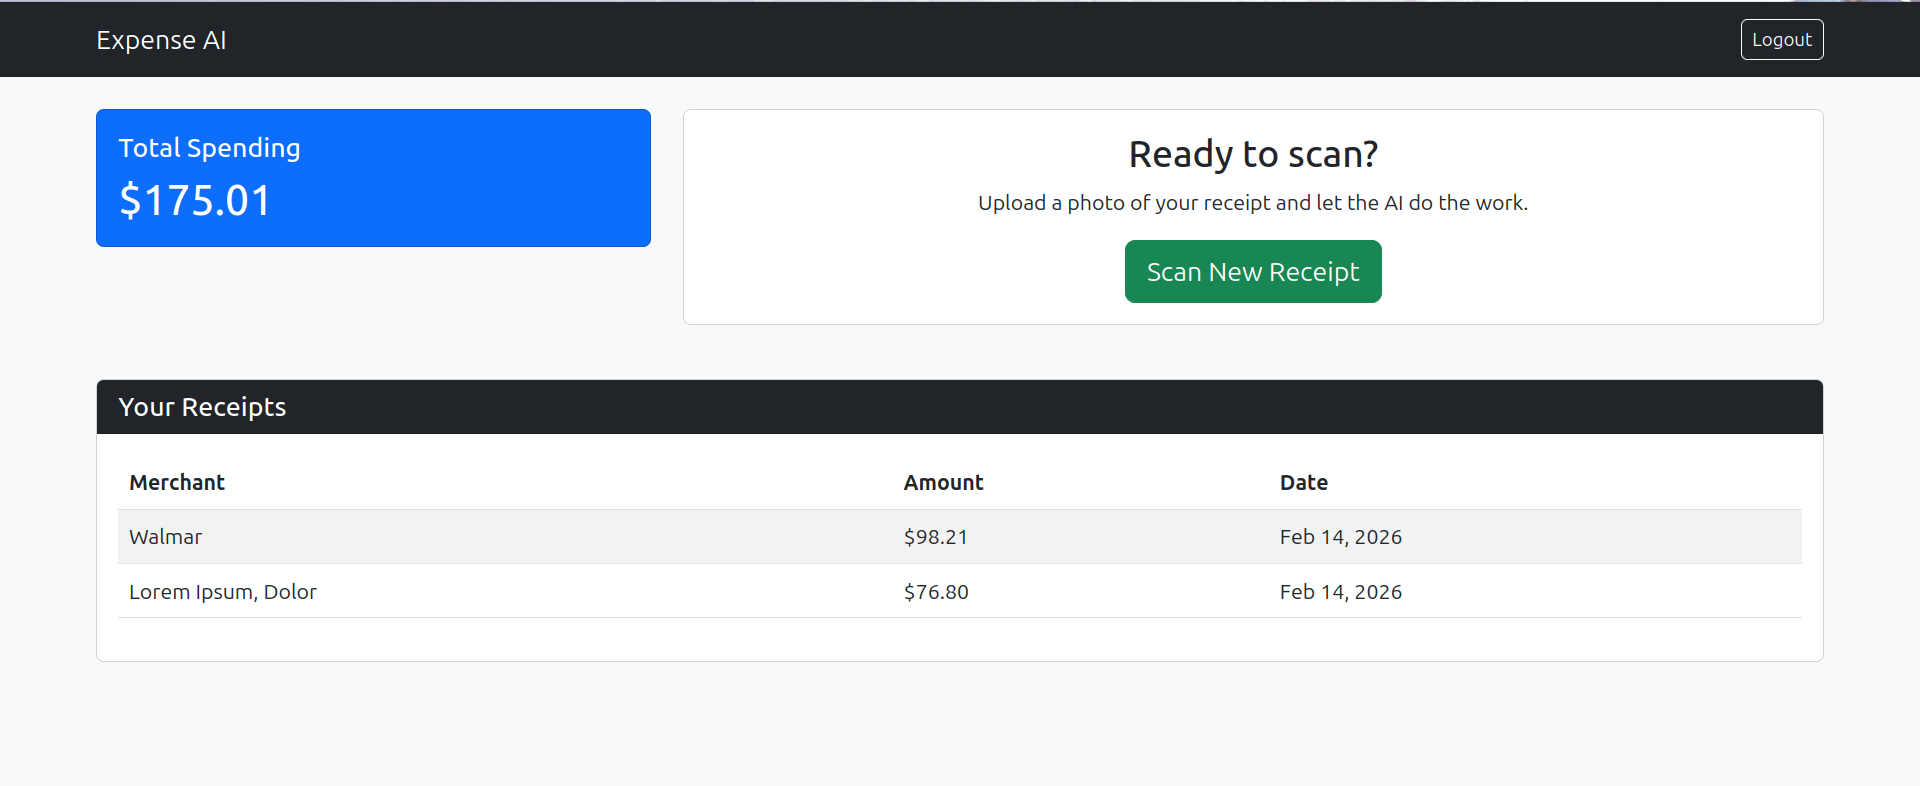 Expense AI
Logout
Total Spending
$175.01
Ready to scan?
Upload a photo of your receipt and let the AI do the work.
Scan New Receipt
Your Receipts
Merchant Amount Date
Walmar $98.21 Feb 14, 2026
Lorem Ipsum, Dolor $76.80 Feb 14, 2026